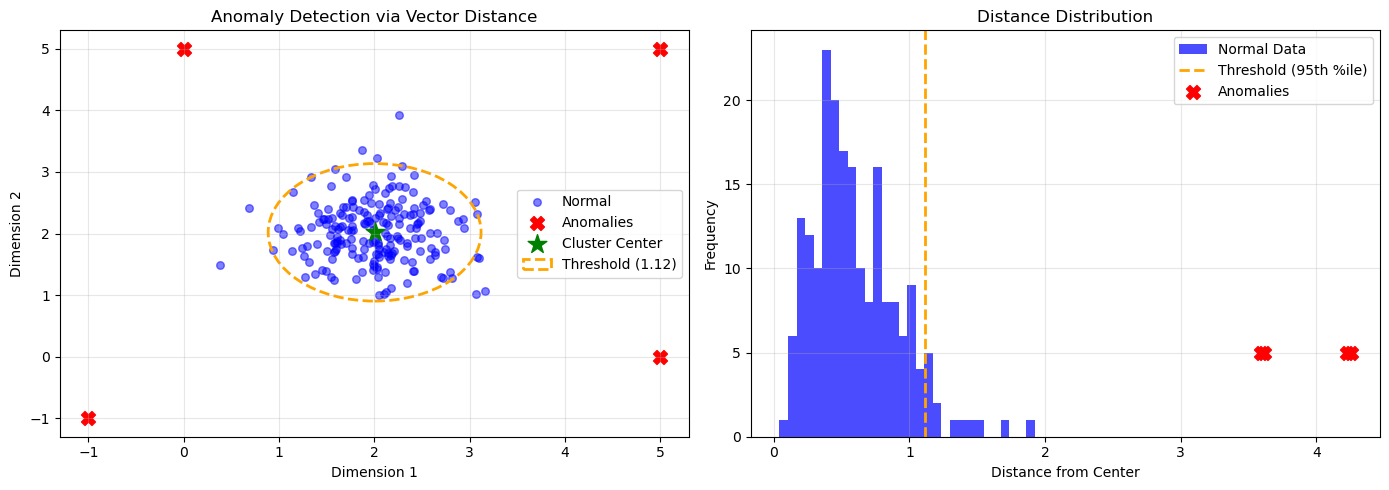 Anomaly Detection via Vector Distance
5
4
3
2
1
0
−1
Dimension 2
Normal
Anomalies
Cluster Center
Threshold (1.12)
−1 0 1 2 3 4 5
Dimension 1
Distance Distribution
20
15
10
5
0
Frequency
Normal Data
Threshold (95th %ile)
Anomalies
0 1 2 3 4
Distance from Center